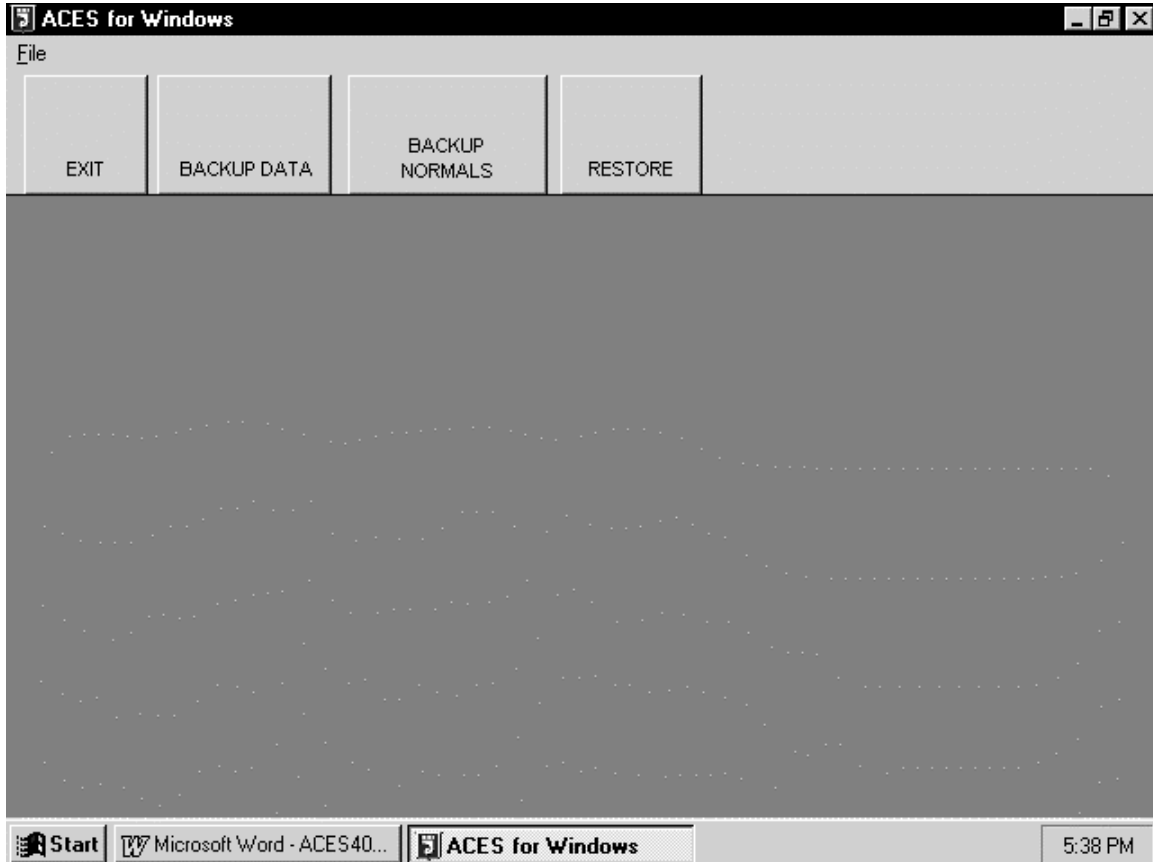 ACES for Windows
File
EXIT
BACKUP DATA
BACKUP
NORMALS
RESTORE
Start
Microsoft Word - ACES40...
ACES for Windows
5:38 PM